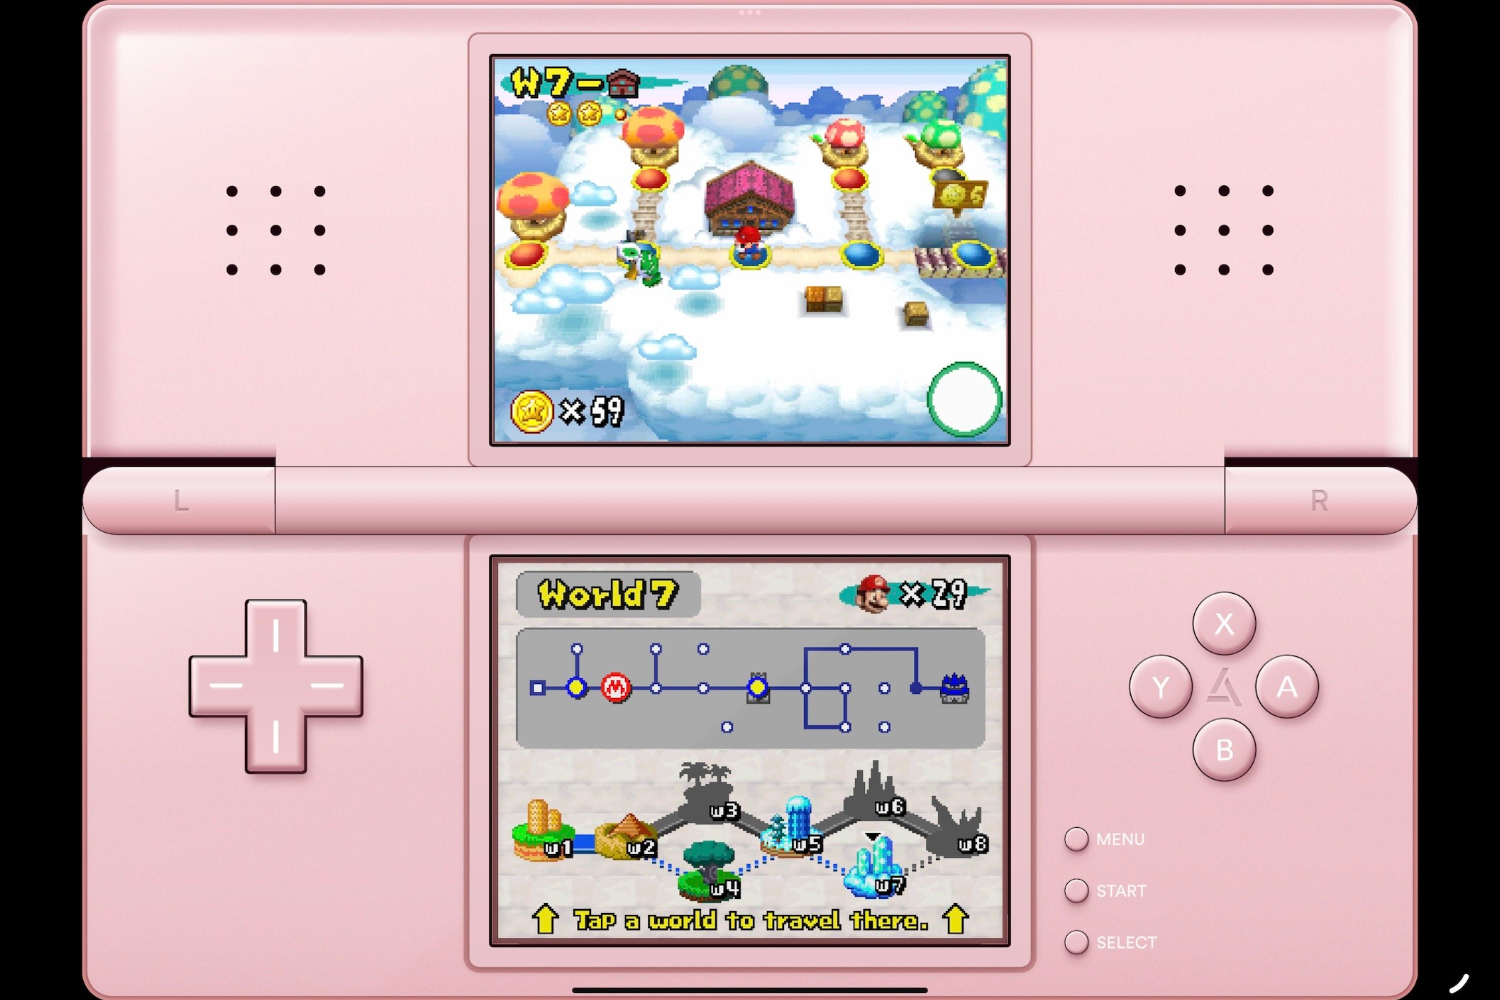 W7-
6
×59
L
R
World 7
M
×29
w1
w2
w3
w4
w5
w6
w7
w8
Tap a world to travel there.
X
Y
A
B
MENU
START
SELECT